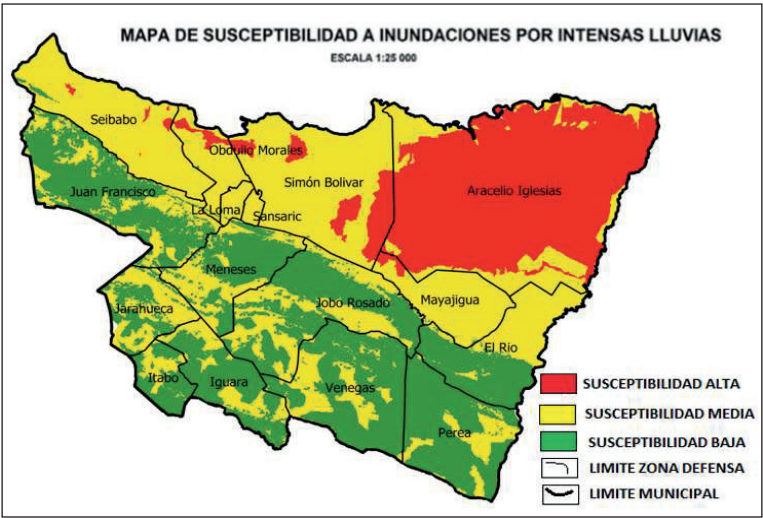 MAPA DE SUSCEPTIBILIDAD A INUNDACIONES POR INTENSAS LLUVIAS
ESCALA 1:25 000
Seibabo
Obdulio Morales
Simón Bolivar
Aracelio Iglesias
Juan Francisco
La Loma
Sansaric
Meneses
Jobo Rosado
Mayajigua
Jarahueca
El Rio
Itabo
Iguara
Venegas
Perea
SUSCEPTIBILIDAD ALTA
SUSCEPTIBILIDAD MEDIA
SUSCEPTIBILIDAD BAJA
LIMITE ZONA DEFENSA
LIMITE MUNICIPAL